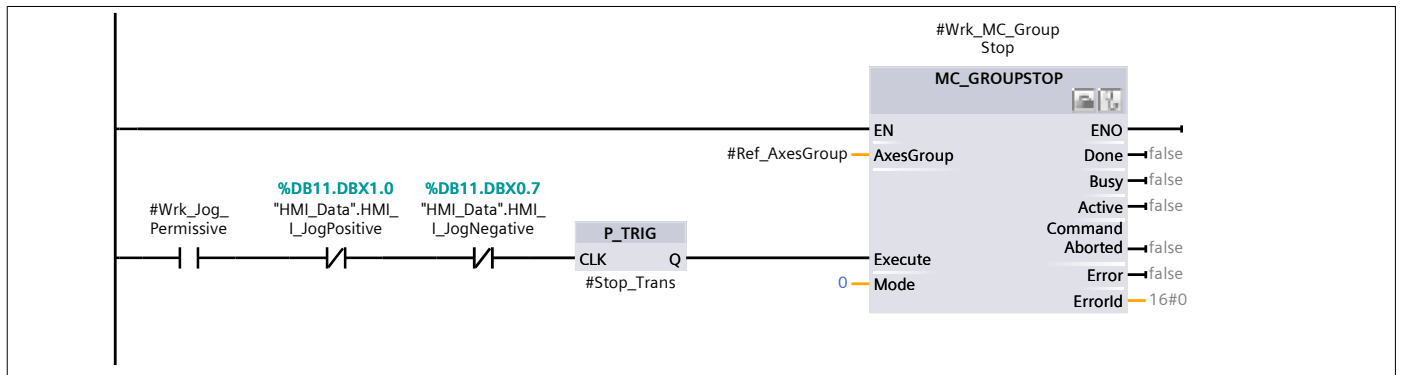 #Wrk_MC_Group
Stop
MC_GROUPSTOP
EN
ENO
#Ref_AxesGroup
AxesGroup
Done
false
Busy
false
Active
false
Command
Aborted
false
%DB11.DBX1.0
%DB11.DBX0.7
#Wrk_Jog_
Permissive
"HMI_Data".HMI_
I_JogPositive
"HMI_Data".HMI_
I_JogNegative
P_TRIG
CLK
Q
#Stop_Trans
Execute
Error
false
0
Mode
ErrorId
16#0